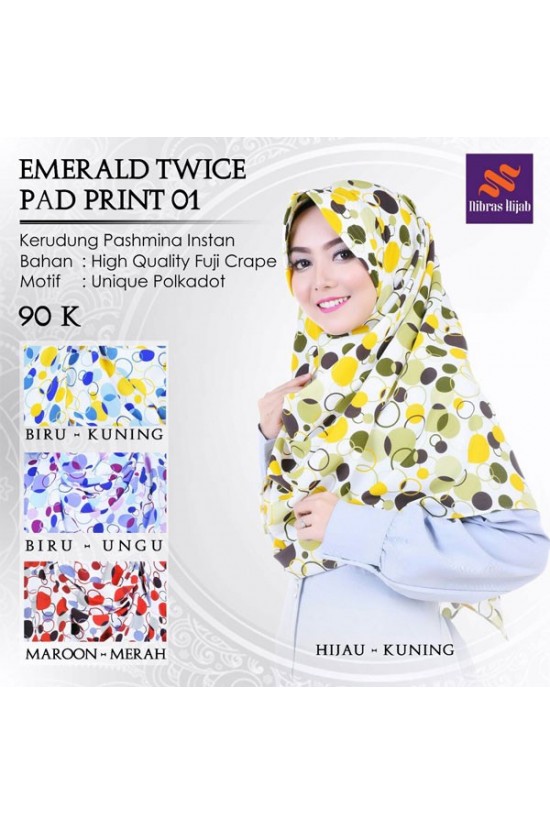 EMERALD TWICE
PAD PRINT 01
Nibras Hijab
Kerudung Pashmina Instan
Bahan : High Quality Fuji Crape
Motif : Unique Polkadot
90 K
BIRU ~ KUNING
BIRU ~ UNGU
MAROON ~ MERAH
HIJAU ~ KUNING